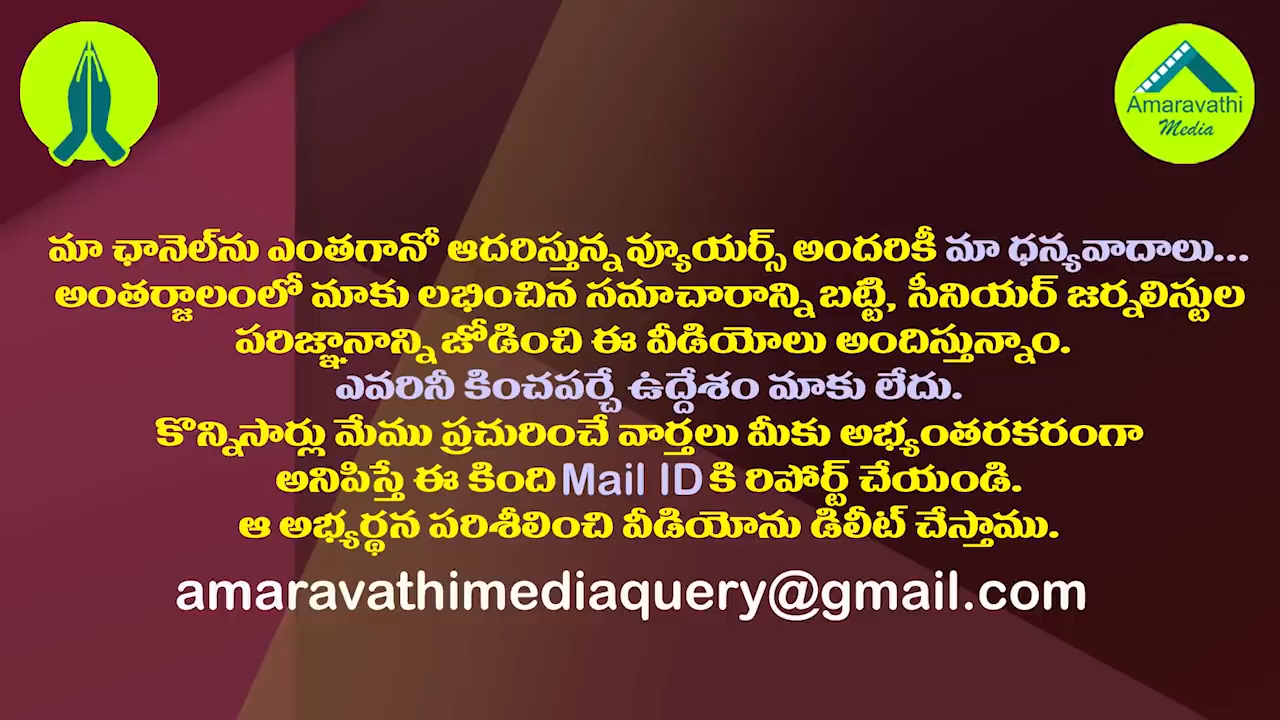 Amaravathi
Media
మా ఛానెల్‌ను ఎంతగానో ఆదరిస్తున్న వ్యూయర్స్ అందరికీ మా ధన్యవాదాలు...
అంతర్జాలంలో మాకు లభించిన సమాచారాన్ని బట్టి, సీనియర్ జర్నలిస్టుల
పరిజ్ఞానాన్ని జోడించి ఈ వీడియోలు అందిస్తున్నాం.
ఎవరినీ కించపర్చే ఉద్దేశం మాకు లేదు.
కొన్నిసార్లు మేము ప్రచురించే వార్తలు మీకు అభ్యంతరకరంగా
అనిపిస్తే ఈ కింది Mail ID కి రిపోర్ట్ చేయండి.
ఆ అభ్యర్థన పరిశీలించి వీడియోను డిలీట్ చేస్తాము.
amaravathimediaquery@gmail.com